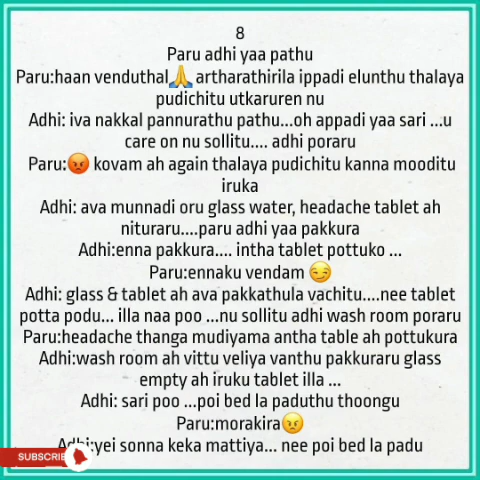 8
Paru adhi yaa pathu
Paru:haan venduthal🙏 artharathirila ippadi elunthu thalaya
pudichitu utkaruren nu
Adhi: iva nakkal pannurathu pathu...oh appadi yaa sari ...u
care on nu sollitu.... adhi poraru
Paru:😡 kovam ah again thalaya pudichitu kanna mooditu
iruka
Adhi: ava munnadi oru glass water, headache tablet ah
nituraru....paru adhi yaa pakkura
Adhi:enna pakkura.... intha tablet pottuko ...
Paru:ennaku vendam 😏
Adhi: glass & tablet ah ava pakkathula vachitu....nee tablet
potta podu... illa naa poo ...nu sollitu adhi wash room poraru
Paru:headache thanga mudiyama antha table ah pottukura
Adhi:wash room ah vittu veliya vanthu pakkuraru glass
empty ah iruku tablet illa ...
Adhi: sari poo ...poi bed la paduthu thoongu
Paru:morakira😠
Adhi:yei sonna keka mattiya... nee poi bed la padu
SUBSCRIBE